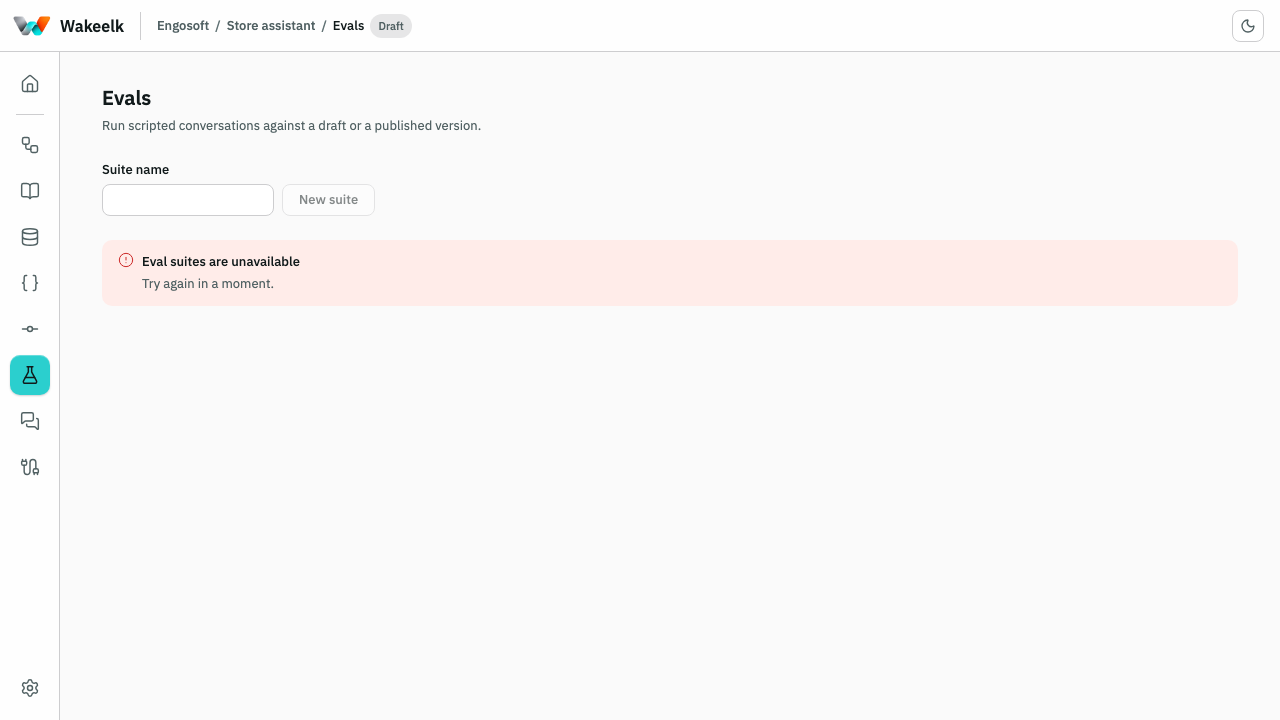 Wakeelk
Engosoft / Store assistant / Evals Draft
Evals
Run scripted conversations against a draft or a published version.
Suite name
New suite
Eval suites are unavailable
Try again in a moment.